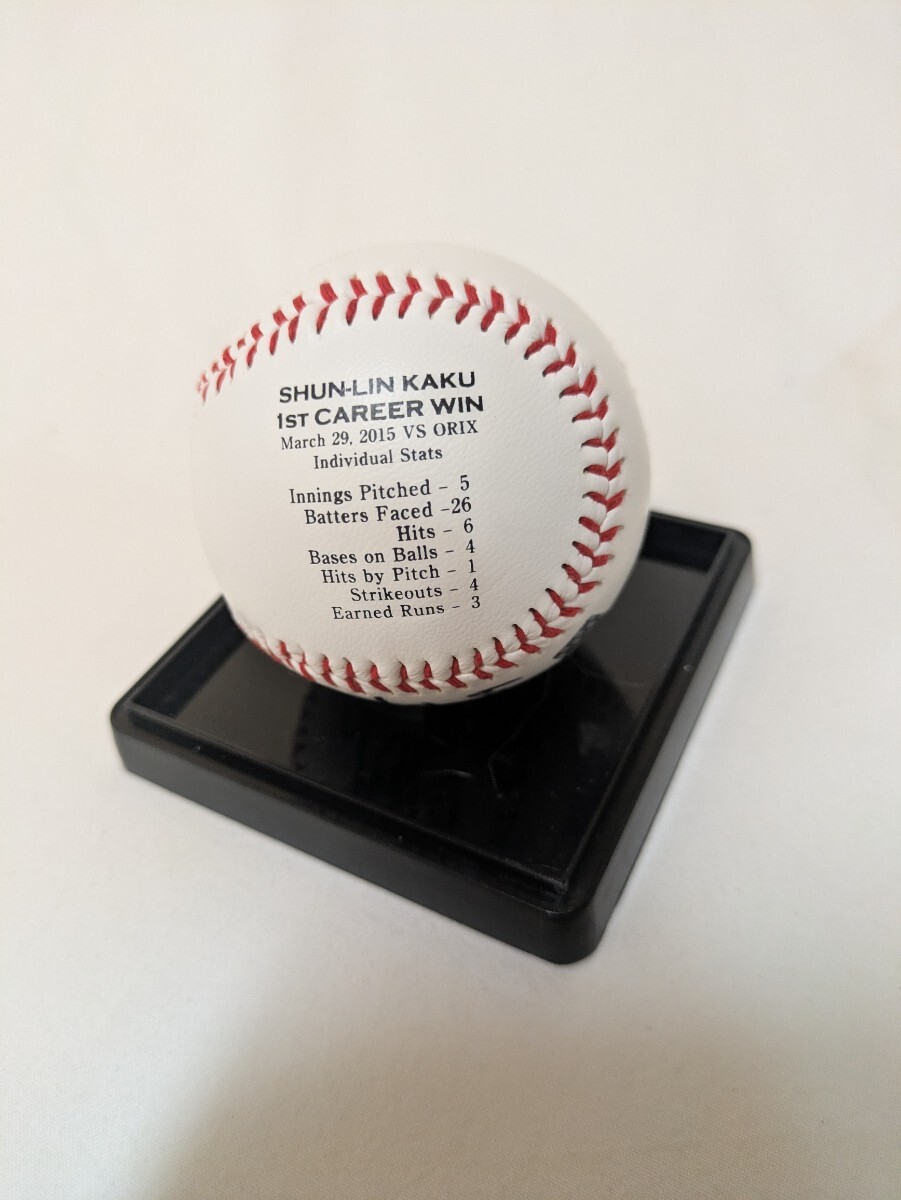 SHUN-LIN KAKU
1ST CAREER WIN
March 29, 2015 VS ORIX
Individual Stats
Innings Pitched - 5
Batters Faced -26
Hits - 6
Bases on Balls - 4
Hits by Pitch - 1
Strikeouts - 4
Earned Runs - 3